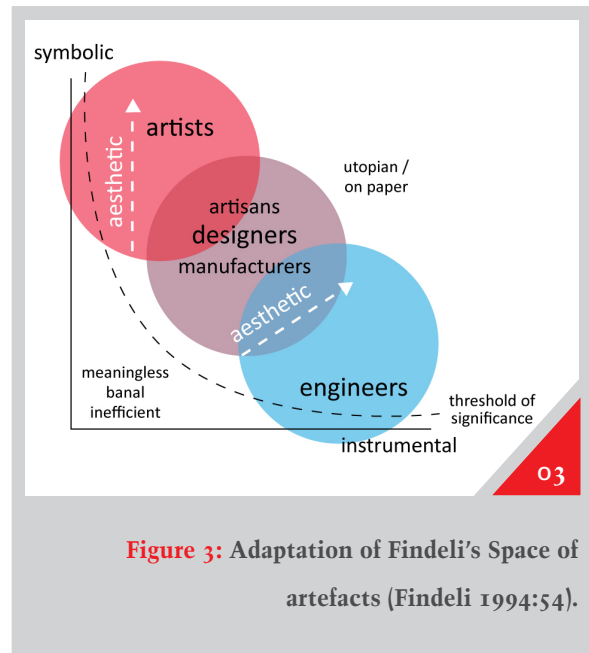 symbolic
artists
aesthetic
utopian /
on paper
artisans
designers
manufacturers
aesthetic
meaningless
banal
inefficient
engineers
threshold of
significance
instrumental
03
Figure 3: Adaptation of Findeli’s Space of
artefacts (Findeli 1994:54).